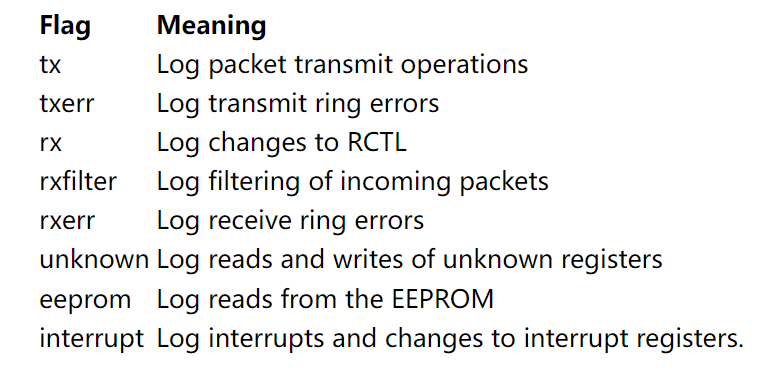 Flag Meaning
tx Log packet transmit operations
txerr Log transmit ring errors
rx Log changes to RCTL
rxfilter Log filtering of incoming packets
rxerr Log receive ring errors
unknown Log reads and writes of unknown registers
eeprom Log reads from the EEPROM
interrupt Log interrupts and changes to interrupt registers.